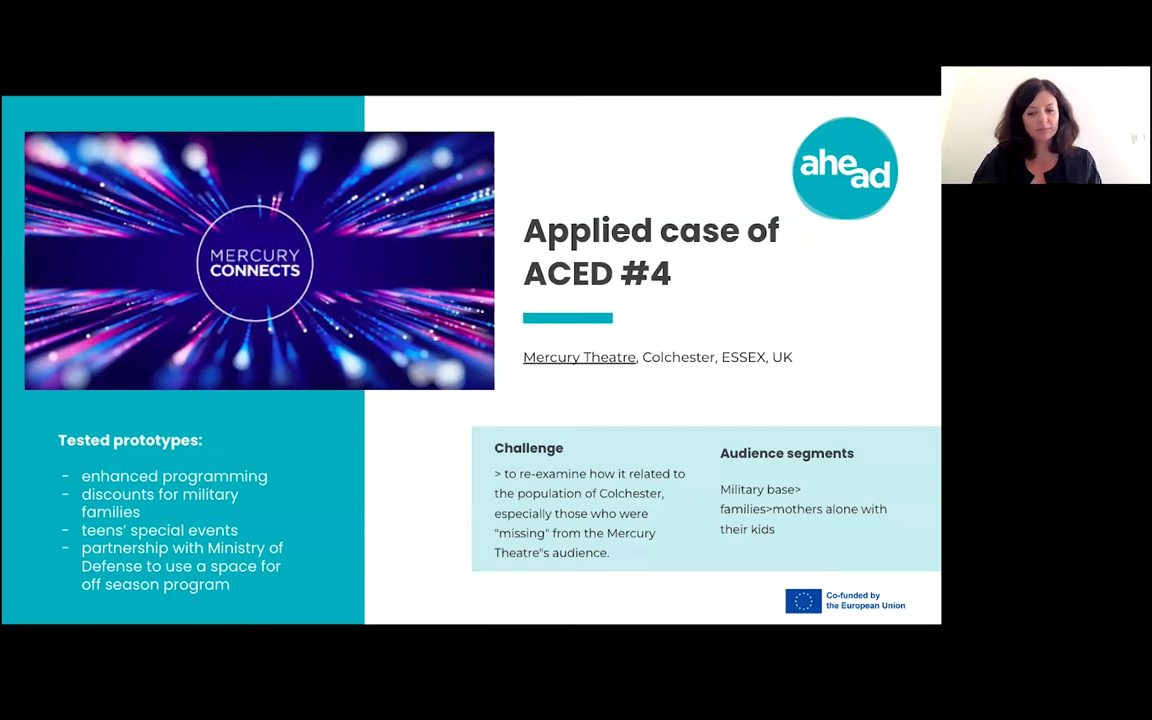 MERCURY
CONNECTS
ahe
ad
Applied case of
ACED #4
Mercury Theatre, Colchester, ESSEX, UK
Tested prototypes:
- enhanced programming
- discounts for military
families
- teens’ special events
- partnership with Ministry of
Defense to use a space for
off season program
Challenge
> to re-examine how it related to
the population of Colchester,
especially those who were
"missing" from the Mercury
Theatre"s audience.
Audience segments
Military base>
families>mothers alone with
their kids
Co-funded by
the European Union